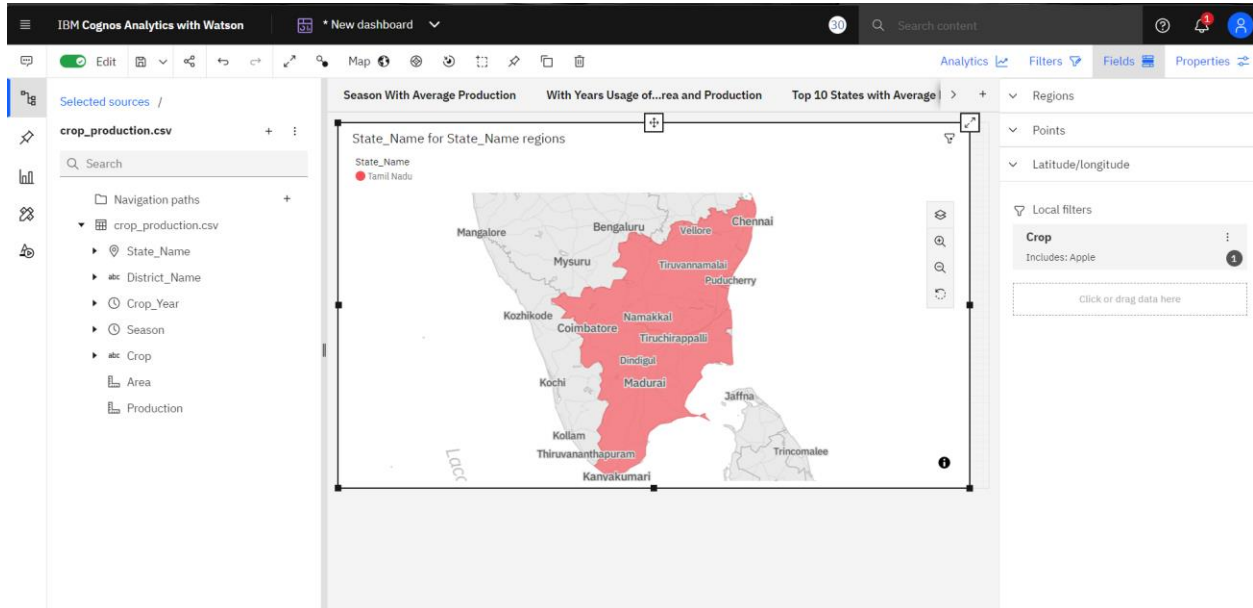 IBM Cognos Analytics with Watson
* New dashboard
30
Search content
1
Edit
Map
Analytics
Filters
Fields
Properties
Selected sources /
crop_production.csv
Search
Navigation paths
crop_production.csv
State_Name
abc District_Name
Crop_Year
Season
abc Crop
Area
Production
Season With Average Production
With Years Usage of...rea and Production
Top 10 States with Average
State_Name for State_Name regions
State_Name
Tamil Nadu
Chennai
Bengaluru
Vellore
Mangalore
Mysuru
Tiruvannamalai
Puducherry
Kozhikode
Namakkal
Coimbatore
Tiruchirappalli
Dindigul
Kochi
Madurai
Jaffna
Kollam
Thiruvananthapuram
Trincomalee
Lacc
Kanyakumari
Regions
Points
Latitude/longitude
Local filters
Crop
Includes: Apple
1
Click or drag data here